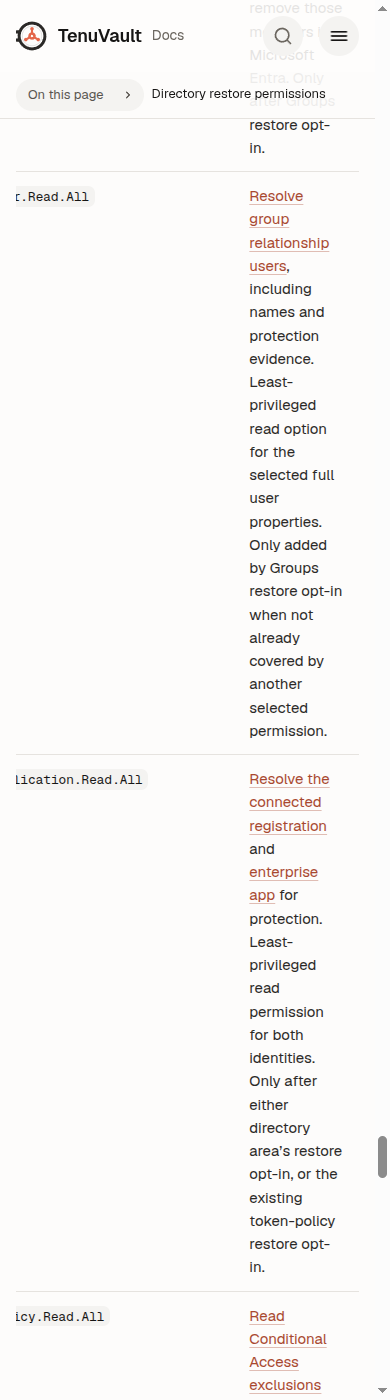 remove those
TenuVault Docs
Microsoft
Entra. Only
after Groups
On this page
Directory restore permissions
restore opt-
in.
r.Read.All
Resolve
group
relationship
users,
including
names and
protection
evidence.
Least-
privileged
read option
for the
selected full
user
properties.
Only added
by Groups
restore opt-in
when not
already
covered by
another
selected
permission.
lication.Read.All
Resolve the
connected
registration
and
enterprise
app for
protection.
Least-
privileged
read
permission
for both
identities.
Only after
either
directory
area's restore
opt-in, or the
existing
token-policy
restore opt-
in.
icy.Read.All
Read
Conditional
Access
exclusions